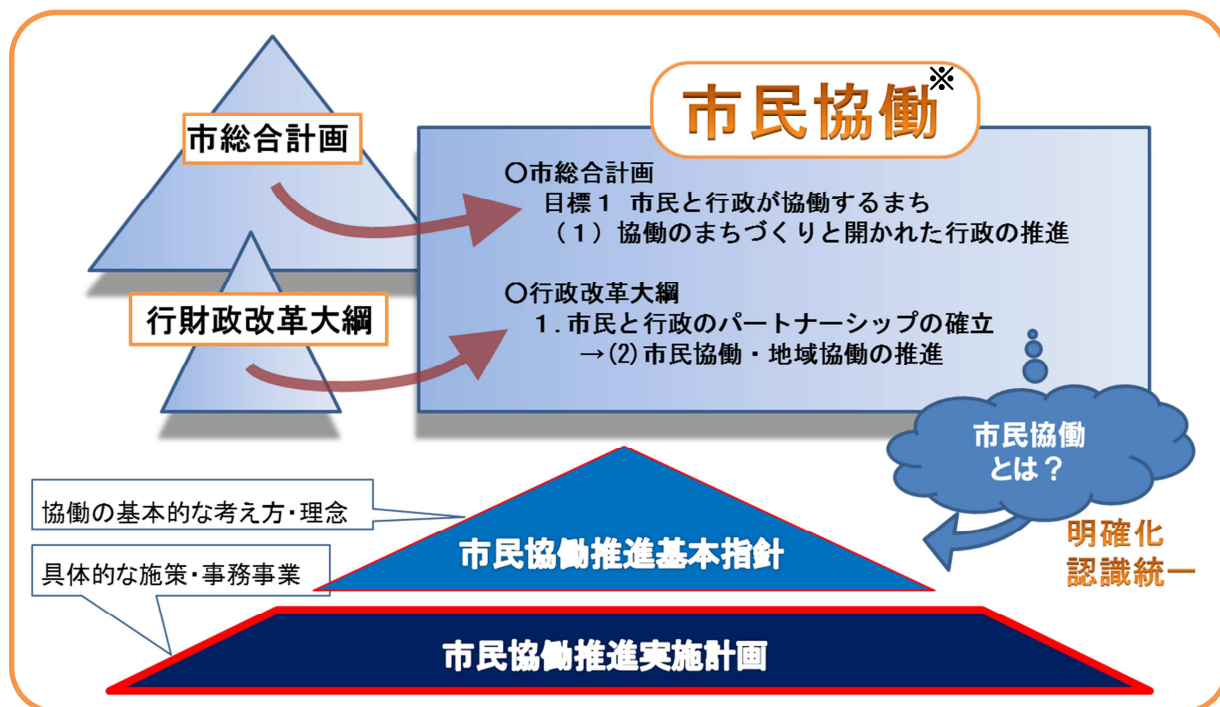 市民協働※
市総合計画
〇市総合計画
目標1 市民と行政が協働するまち
(1)協働のまちづくりと開かれた行政の推進
行財政改革大綱
〇行政改革大綱
1.市民と行政のパートナーシップの確立
→(2)市民協働・地域協働の推進
市民協働
とは?
明確化
認識統一
協働の基本的な考え方・理念
市民協働推進基本指針
具体的な施策・事務事業
市民協働推進実施計画